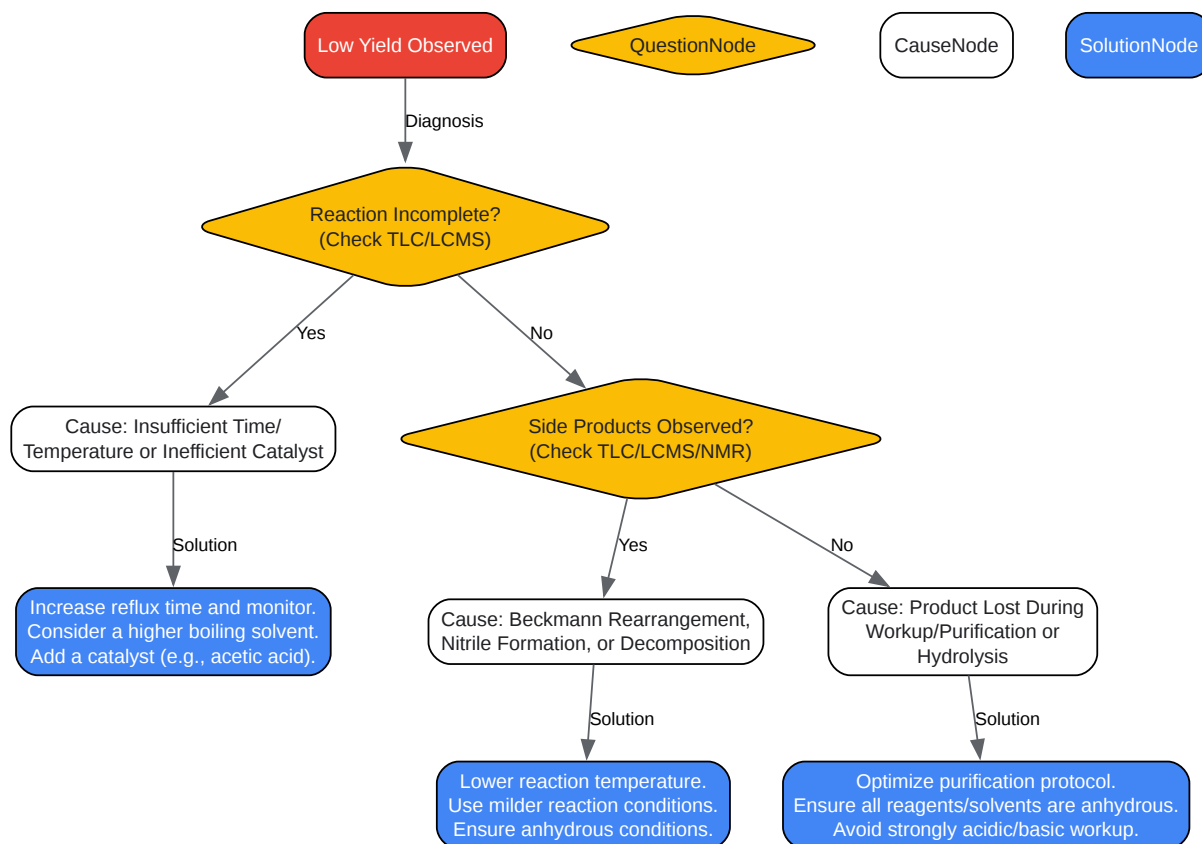 Low Yield Observed
QuestionNode
CauseNode
SolutionNode
Diagnosis
Reaction Incomplete?
(Check TLC/LCMS)
Yes
No
Cause: Insufficient Time/
Temperature or Inefficient Catalyst
Side Products Observed?
(Check TLC/LCMS/NMR)
Solution
Yes
No
Increase reflux time and monitor.
Consider a higher boiling solvent.
Add a catalyst (e.g., acetic acid).
Cause: Beckmann Rearrangement,
Nitrile Formation, or Decomposition
Cause: Product Lost During
Workup/Purification or
Hydrolysis
Solution
Solution
Lower reaction temperature.
Use milder reaction conditions.
Ensure anhydrous conditions.
Optimize purification protocol.
Ensure all reagents/solvents are anhydrous.
Avoid strongly acidic/basic workup.